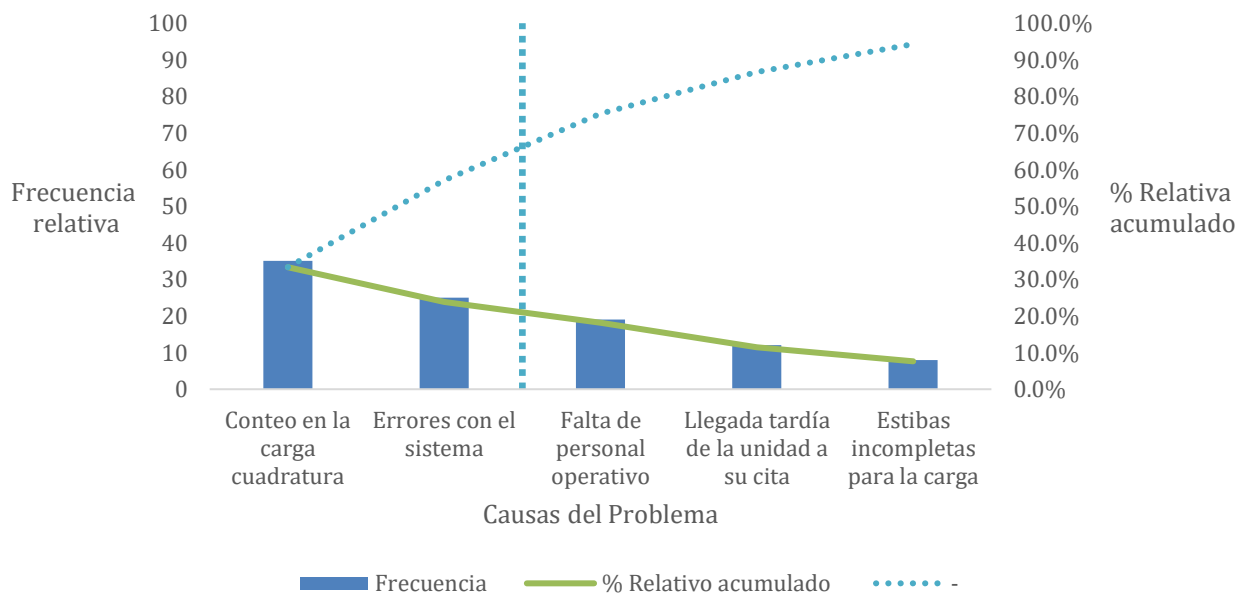 100
90
80
70
60
50
40
30
20
10
0
Frecuencia
relativa
100.0%
90.0%
80.0%
70.0%
60.0%
50.0%
40.0%
30.0%
20.0%
10.0%
0.0%
% Relativa
acumulado
Conteo en la
carga
cuadratura
Errores con el
sistema
Falta de
personal
operativo
Llegada tardía
de la unidad a
su cita
Estibas
incompletas
para la carga
Causas del Problema
Frecuencia
% Relativo acumulado
-